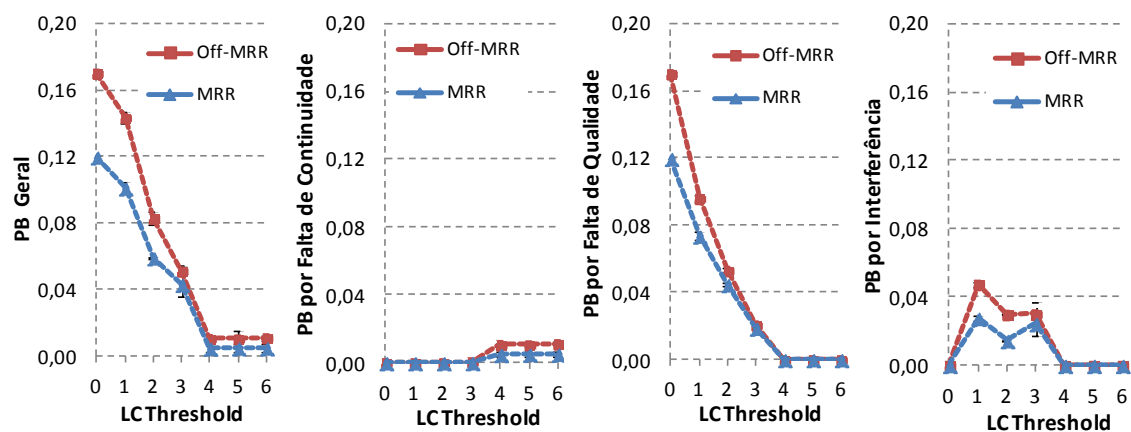 PB Geral
0,20
0,16
0,12
0,08
0,04
0,00
Off-MRR
MRR
0 1 2 3 4 5 6
LC Threshold
PB por Falta de Continuidade
0,20
0,16
0,12
0,08
0,04
0,00
Off-MRR
MRR
0 1 2 3 4 5 6
LC Threshold
PB por Falta de Qualidade
0,20
0,16
0,12
0,08
0,04
0,00
Off-MRR
MRR
0 1 2 3 4 5 6
LC Threshold
PB por Interferência
0,20
0,16
0,12
0,08
0,04
0,00
Off-MRR
MRR
0 1 2 3 4 5 6
LC Threshold